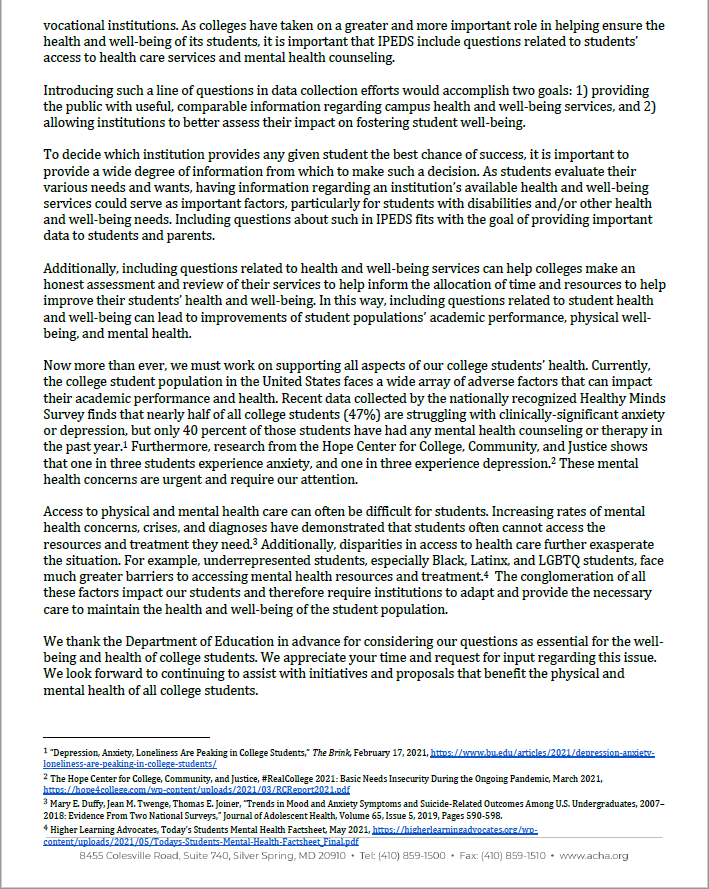 vocational institutions. As colleges have taken on a greater and more important role in helping ensure the
health and well-being of its students, it is important that IPEDS include questions related to students'
access to health care services and mental health counseling.
Introducing such a line of questions in data collection efforts would accomplish two goals: 1) providing
the public with useful, comparable information regarding campus health and well-being services, and 2)
allowing institutions to better assess their impact on fostering student well-being.
To decide which institution provides any given student the best chance of success, it is important to
provide a wide degree of information from which to make such a decision. As students evaluate their
various needs and wants, having information regarding an institution's available health and well-being
services could serve as important factors, particularly for students with disabilities and/or other health
and well-being needs. Including questions about such in IPEDS fits with the goal of providing important
data to students and parents.
Additionally, including questions related to health and well-being services can help colleges make an
honest assessment and review of their services to help inform the allocation of time and resources to help
improve their students' health and well-being. In this way, including questions related to student health
and well-being can lead to improvements of student populations' academic performance, physical well-
being, and mental health.
Now more than ever, we must work on supporting all aspects of our college students' health. Currently,
the college student population in the United States faces a wide array of adverse factors that can impact
their academic performance and health. Recent data collected by the nationally recognized Healthy Minds
Survey finds that nearly half of all college students (47%) are struggling with clinically-significant anxiety
or depression, but only 40 percent of those students have had any mental health counseling or therapy in
the past year.¹ Furthermore, research from the Hope Center for College, Community, and Justice shows
that one in three students experience anxiety, and one in three experience depression.² These mental
health concerns are urgent and require our attention.
Access to physical and mental health care can often be difficult for students. Increasing rates of mental
health concerns, crises, and diagnoses have demonstrated that students often cannot access the
resources and treatment they need.³ Additionally, disparities in access to health care further exasperate
the situation. For example, underrepresented students, especially Black, Latinx, and LGBTQ students, face
much greater barriers to accessing mental health resources and treatment.⁴ The conglomeration of all
these factors impact our students and therefore require institutions to adapt and provide the necessary
care to maintain the health and well-being of the student population.
We thank the Department of Education in advance for considering our questions as essential for the well-
being and health of college students. We appreciate your time and request for input regarding this issue.
We look forward to continuing to assist with initiatives and proposals that benefit the physical and
mental health of all college students.
¹ "Depression, Anxiety, Loneliness Are Peaking in College Students," The Brink, February 17, 2021, https://www.bu.edu/articles/2021/depression-anxiety-
loneliness-are-peaking-in-college-students/
² The Hope Center for College, Community, and Justice, #RealCollege 2021: Basic Needs Insecurity During the Ongoing Pandemic, March 2021,
https://hope4college.com/wp-content/uploads/2021/03/RCReport2021.pdf
³ Mary E. Duffy, Jean M. Twenge, Thomas E. Joiner, "Trends in Mood and Anxiety Symptoms and Suicide-Related Outcomes Among U.S. Undergraduates, 2007–
2018: Evidence From Two National Surveys," Journal of Adolescent Health, Volume 65, Issue 5, 2019, Pages 590-598.
⁴ Higher Learning Advocates, Today's Students Mental Health Factsheet, May 2021, https://higherlearningadvocates.org/wp-
content/uploads/2021/05/Todays-Students-Mental-Health-Factsheet_Final.pdf
8455 Colesville Road, Suite 740, Silver Spring, MD 20910 • Tel: (410) 859-1500 • Fax: (410) 859-1510 • www.acha.org